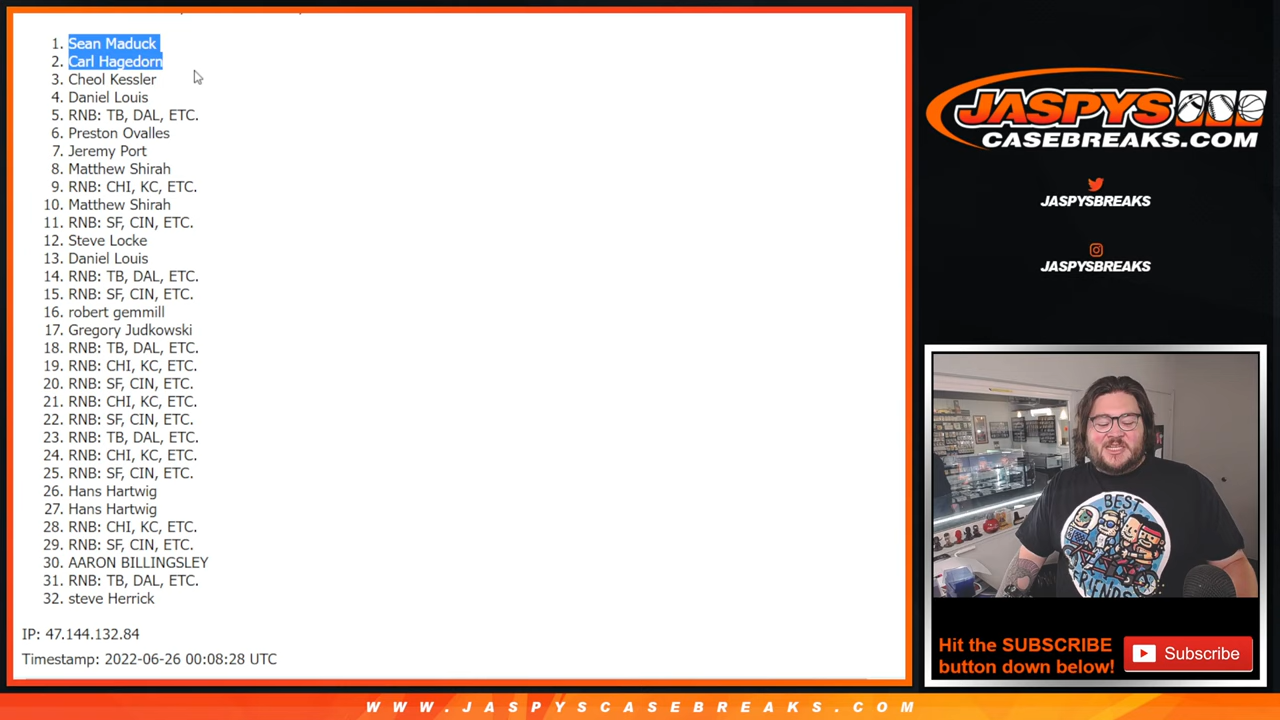 1. Sean Maduck
2. Carl Hagedorn
3. Cheol Kessler
4. Daniel Louis
5. RNB: TB, DAL, ETC.
6. Preston Ovalles
7. Jeremy Port
8. Matthew Shirah
9. RNB: CHI, KC, ETC.
10. Matthew Shirah
11. RNB: SF, CIN, ETC.
12. Steve Locke
13. Daniel Louis
14. RNB: TB, DAL, ETC.
15. RNB: SF, CIN, ETC.
16. robert gemmill
17. Gregory Judkowski
18. RNB: TB, DAL, ETC.
19. RNB: CHI, KC, ETC.
20. RNB: SF, CIN, ETC.
21. RNB: CHI, KC, ETC.
22. RNB: SF, CIN, ETC.
23. RNB: TB, DAL, ETC.
24. RNB: CHI, KC, ETC.
25. RNB: SF, CIN, ETC.
26. Hans Hartwig
27. Hans Hartwig
28. RNB: CHI, KC, ETC.
29. RNB: SF, CIN, ETC.
30. AARON BILLINGSLEY
31. RNB: TB, DAL, ETC.
32. steve Herrick
IP: 47.144.132.84
Timestamp: 2022-06-26 00:08:28 UTC
JASPYS
CASEBREAKS.COM
JASPYSBREAKS
JASPYSBREAKS
BEST
FRIENDS
Hit the SUBSCRIBE
button down below!
Subscribe
WWW.JASPYSCASEBREAKS.COM